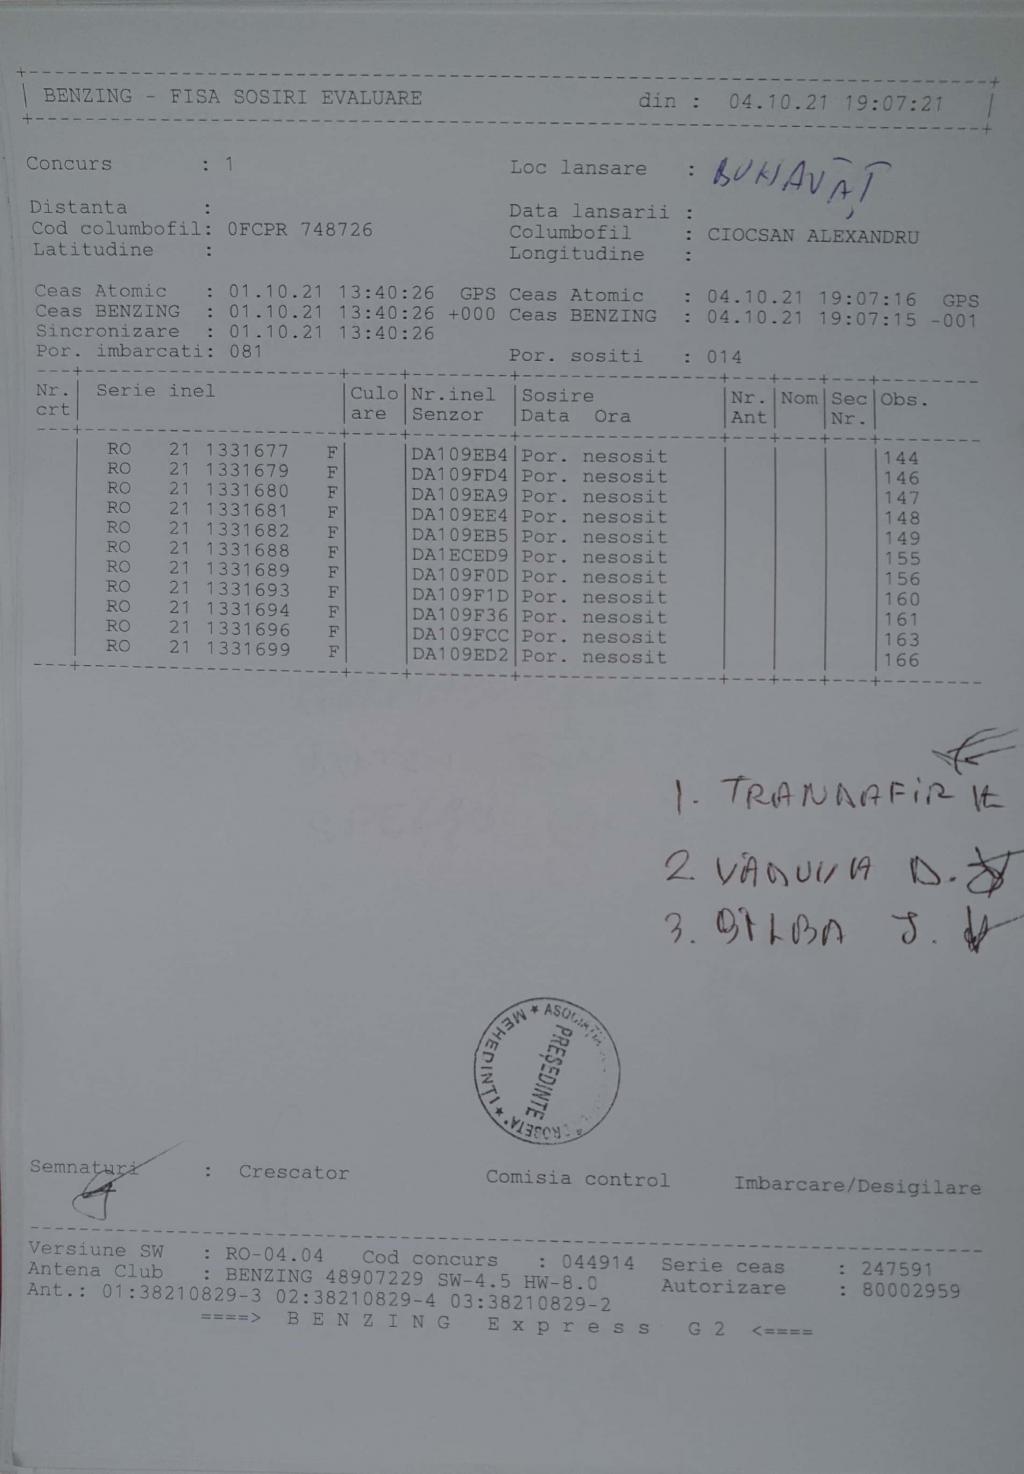 BENZING - FISA SOSIRI EVALUARE din : 04.10.21 19:07:21
Concurs : 1 Loc lansare :
Distanta : Data lansarii :
Cod columbofil: 0FCPR 748726 Columbofil : CIOCSAN ALEXANDRU
Latitudine : Longitudine :
Ceas Atomic : 01.10.21 13:40:26 GPS Ceas Atomic : 04.10.21 19:07:16 GPS
Ceas BENZING : 01.10.21 13:40:26 +000 Ceas BENZING : 04.10.21 19:07:15 -001
Sincronizare : 01.10.21 13:40:26
Por. imbarcati: 081 Por. sositi : 014
Nr. Serie inel Culo Nr.inel Sosire Nr. Nom Sec Obs.
crt are Senzor Data Ora Ant Nr.
RO 21 1331677 F DA109EB4 Por. nesosit 144
RO 21 1331679 F DA109FD4 Por. nesosit 146
RO 21 1331680 F DA109EA9 Por. nesosit 147
RO 21 1331681 F DA109EE4 Por. nesosit 148
RO 21 1331682 F DA109EB5 Por. nesosit 149
RO 21 1331688 F DA1ECED9 Por. nesosit 155
RO 21 1331689 F DA109F0D Por. nesosit 156
RO 21 1331693 F DA109F1D Por. nesosit 160
RO 21 1331694 F DA109F36 Por. nesosit 161
RO 21 1331696 F DA109FCC Por. nesosit 163
RO 21 1331699 F DA109ED2 Por. nesosit 166
1. TRANDAFIR
2. D.
3. BÎLBA J.
MEHEDINTI
PREȘEDINTE
Semnaturi : Crescator Comisia control Imbarcare/Desigilare
Versiune SW : RO-04.04 Cod concurs : 044914 Serie ceas : 247591
Antena Club : BENZING 48907229 SW-4.5 HW-8.0 Autorizare : 80002959
Ant.: 01:38210829-3 02:38210829-4 03:38210829-2
====> B E N Z I N G E x p r e s s G 2 <====